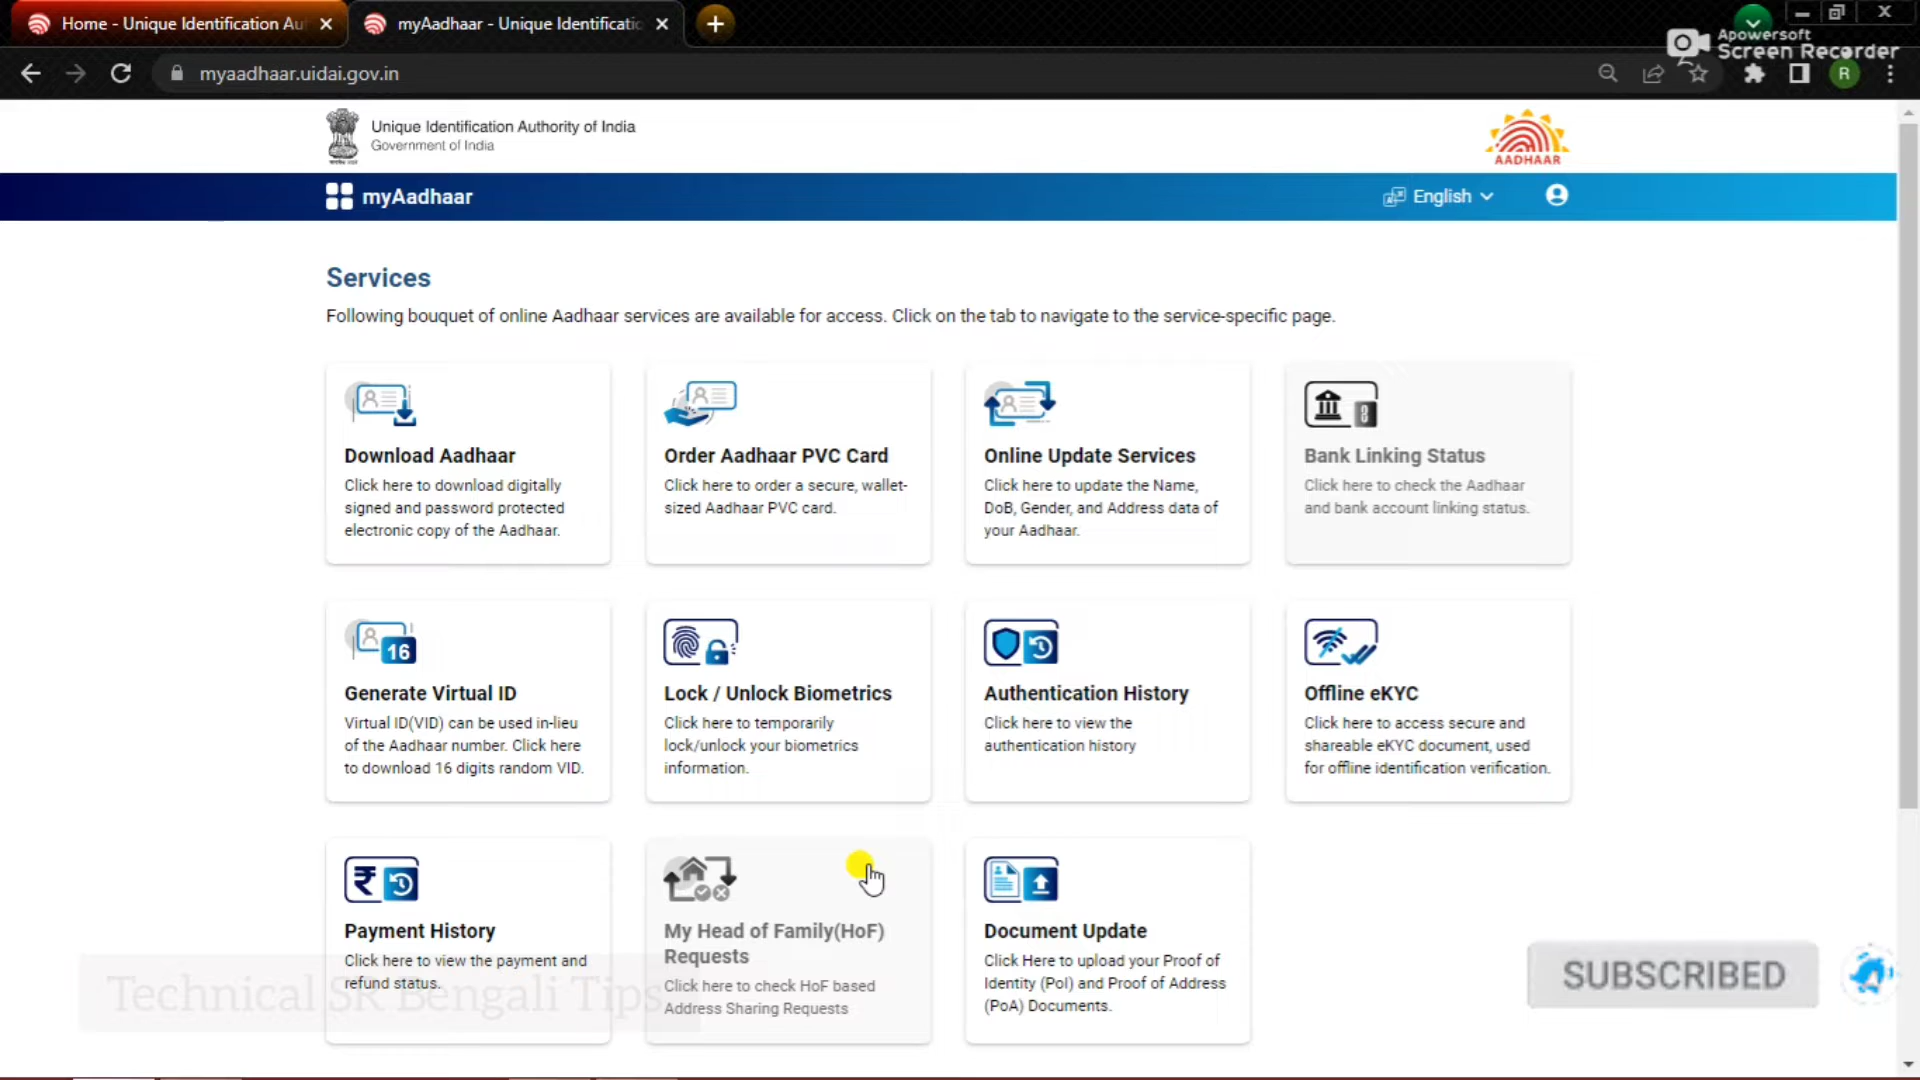 Home - Unique Identification Au
myAadhaar - Unique Identificatio
Apowersoft
Screen Recorder
myaadhaar.uidai.gov.in
R
Unique Identification Authority of India
Government of India
AADHAAR
myAadhaar
English
Services
Following bouquet of online Aadhaar services are available for access. Click on the tab to navigate to the service-specific page.
Download Aadhaar
Click here to download digitally
signed and password protected
electronic copy of the Aadhaar.
Order Aadhaar PVC Card
Click here to order a secure, wallet-
sized Aadhaar PVC card.
Online Update Services
Click here to update the Name,
DoB, Gender, and Address data of
your Aadhaar.
Bank Linking Status
Click here to check the Aadhaar
and bank account linking status.
16
Generate Virtual ID
Virtual ID(VID) can be used in-lieu
of the Aadhaar number. Click here
to download 16 digits random VID.
Lock / Unlock Biometrics
Click here to temporarily
lock/unlock your biometrics
information.
Authentication History
Click here to view the
authentication history
Offline eKYC
Click here to access secure and
shareable eKYC document, used
for offline identification verification.
₹
Payment History
Click here to view the payment and
refund status.
My Head of Family(HoF)
Requests
Click here to check HoF based
Address Sharing Requests
Document Update
Click Here to upload your Proof of
Identity (PoI) and Proof of Address
(PoA) Documents.
Technical SR Bengali Tips
SUBSCRIBED